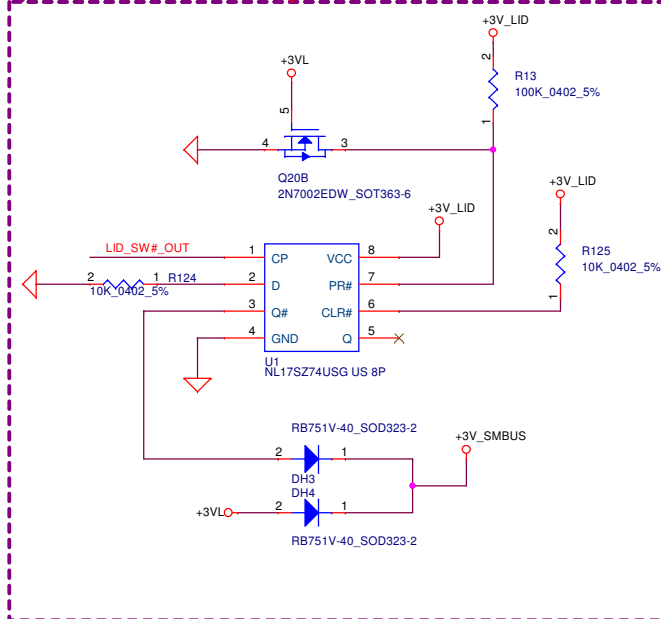 +3V_LID
+3VL
2
R13
100K_0402_5%
1
5
4
3
Q20B
2N7002EDW_SOT363-6
+3V_LID
+3V_LID
2
R125
10K_0402_5%
1
LID_SW#_OUT
1
CP
VCC
8
2
1
R124
10K_0402_5%
2
D
PR#
7
3
Q#
CLR#
6
4
GND
Q
5
U1
NL17SZ74USG US 8P
RB751V-40_SOD323-2
+3V_SMBUS
2
1
DH3
DH4
+3VL
2
1
RB751V-40_SOD323-2